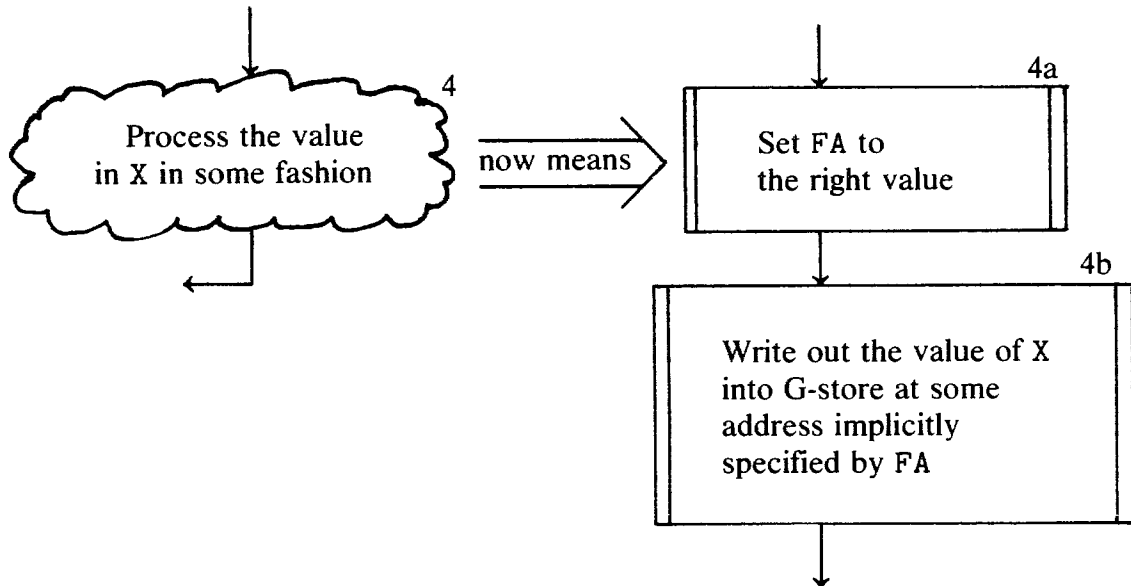 4
Process the value
in X in some fashion
now means
4a
Set FA to
the right value
4b
Write out the value of X
into G-store at some
address implicitly
specified by FA